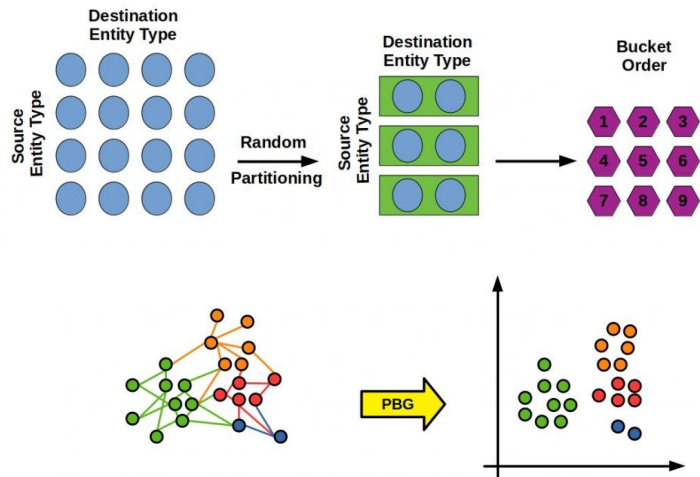 Destination
Entity Type
Source
Entity Type
Random
Partitioning
Destination
Entity Type
Source
Entity Type
Bucket
Order
1 2 3
4 5 6
7 8 9
PBG